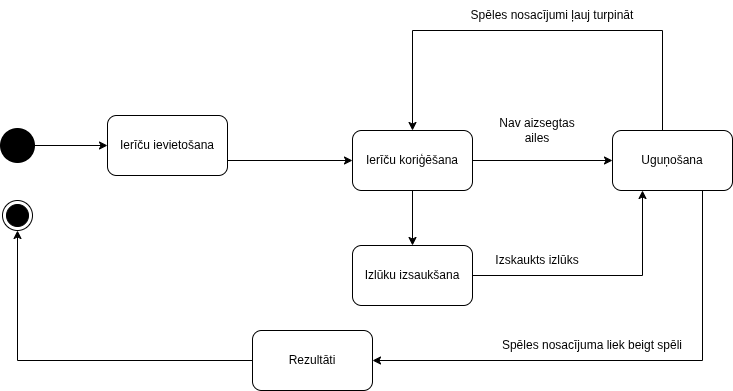 Spēles nosacījumi ļauj turpināt
Nav aizsegtas
ailes
Ierīču ievietošana
Ierīču koriģēšana
Uguņošana
Izlūku izsaukšana
Izskaukts izlūks
Spēles nosacījuma liek beigt spēli
Rezultāti